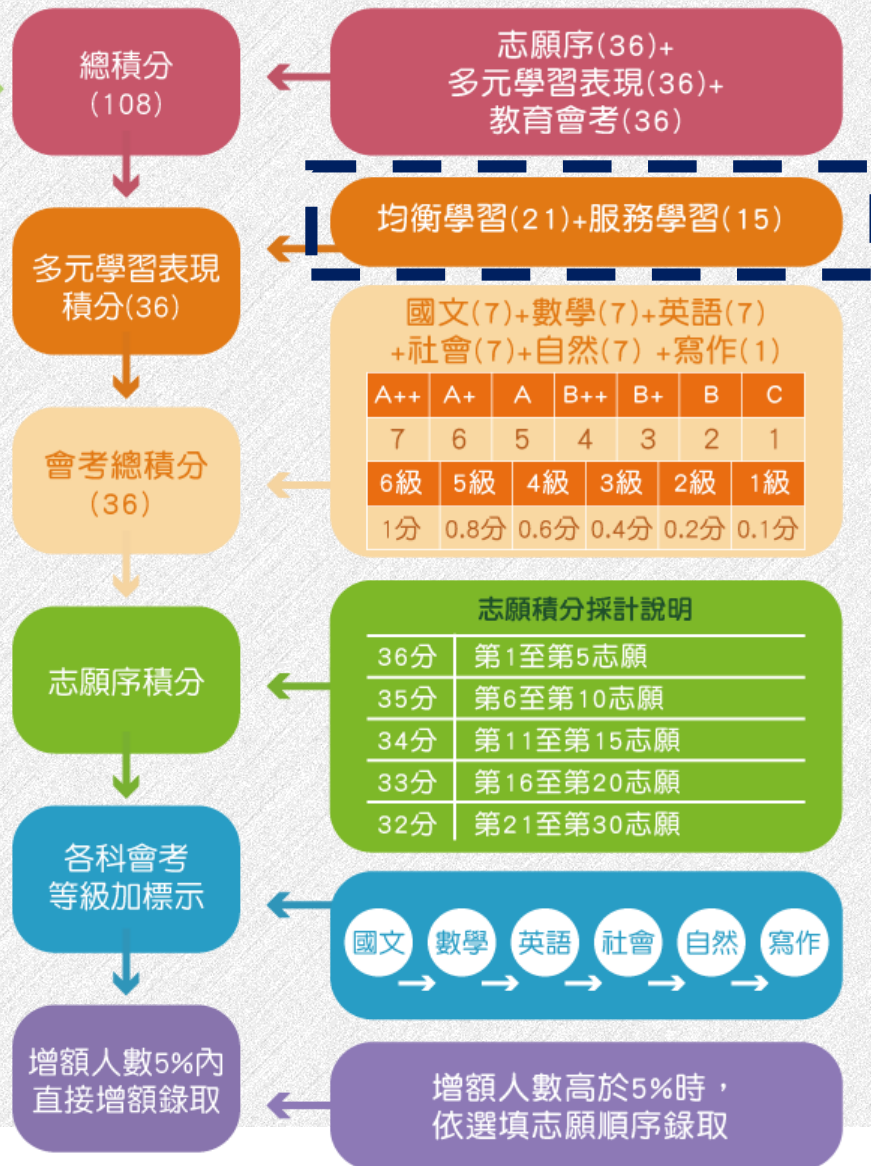 總積分
(108)
志願序(36)+
多元學習表現(36)+
教育會考(36)
多元學習表現
積分(36)
均衡學習(21)+服務學習(15)
會考總積分
(36)
國文(7)+數學(7)+英語(7)
+社會(7)+自然(7) +寫作(1)
A++ A+ A B++ B+ B C
7 6 5 4 3 2 1
6級 5級 4級 3級 2級 1級
1分 0.8分 0.6分 0.4分 0.2分 0.1分
志願序積分
志願積分採計說明
36分 第1至第5志願
35分 第6至第10志願
34分 第11至第15志願
33分 第16至第20志願
32分 第21至第30志願
各科會考
等級加標示
國文 數學 英語 社會 自然 寫作
增額人數5%內
直接增額錄取
增額人數高於5%時，
依選填志願順序錄取